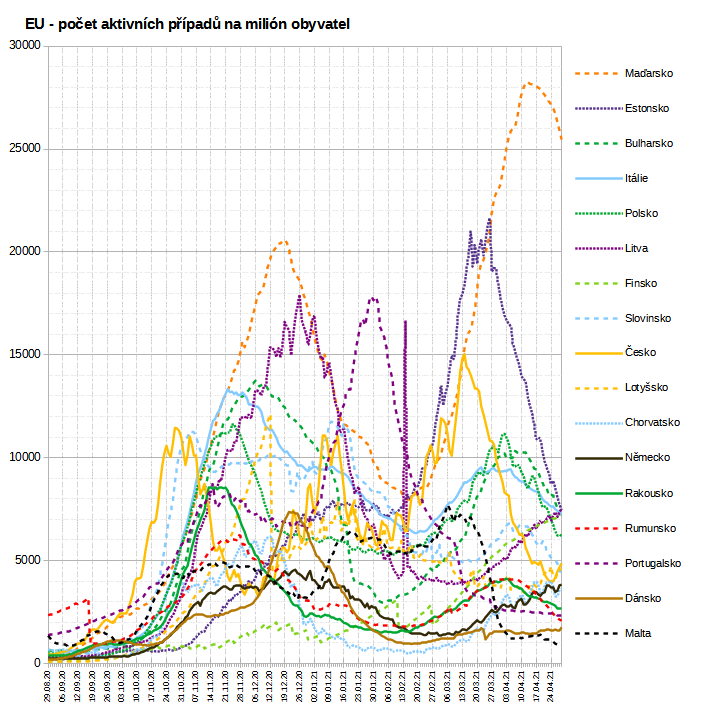 EU - počet aktivních případů na milión obyvatel
30000
25000
20000
15000
10000
5000
0
Maďarsko
Estonsko
Bulharsko
Itálie
Polsko
Litva
Finsko
Slovinsko
Česko
Lotyšsko
Chorvatsko
Německo
Rakousko
Rumunsko
Portugalsko
Dánsko
Malta
29.08.20
06.09.20
12.09.20
19.09.20
26.09.20
03.10.20
10.10.20
17.10.20
24.10.20
31.10.20
07.11.20
14.11.20
21.11.20
28.11.20
05.12.20
12.12.20
19.12.20
26.12.20
02.01.21
09.01.21
16.01.21
23.01.21
30.01.21
06.02.21
13.02.21
20.02.21
27.02.21
06.03.21
13.03.21
20.03.21
27.03.21
03.04.21
10.04.21
17.04.21
24.04.21